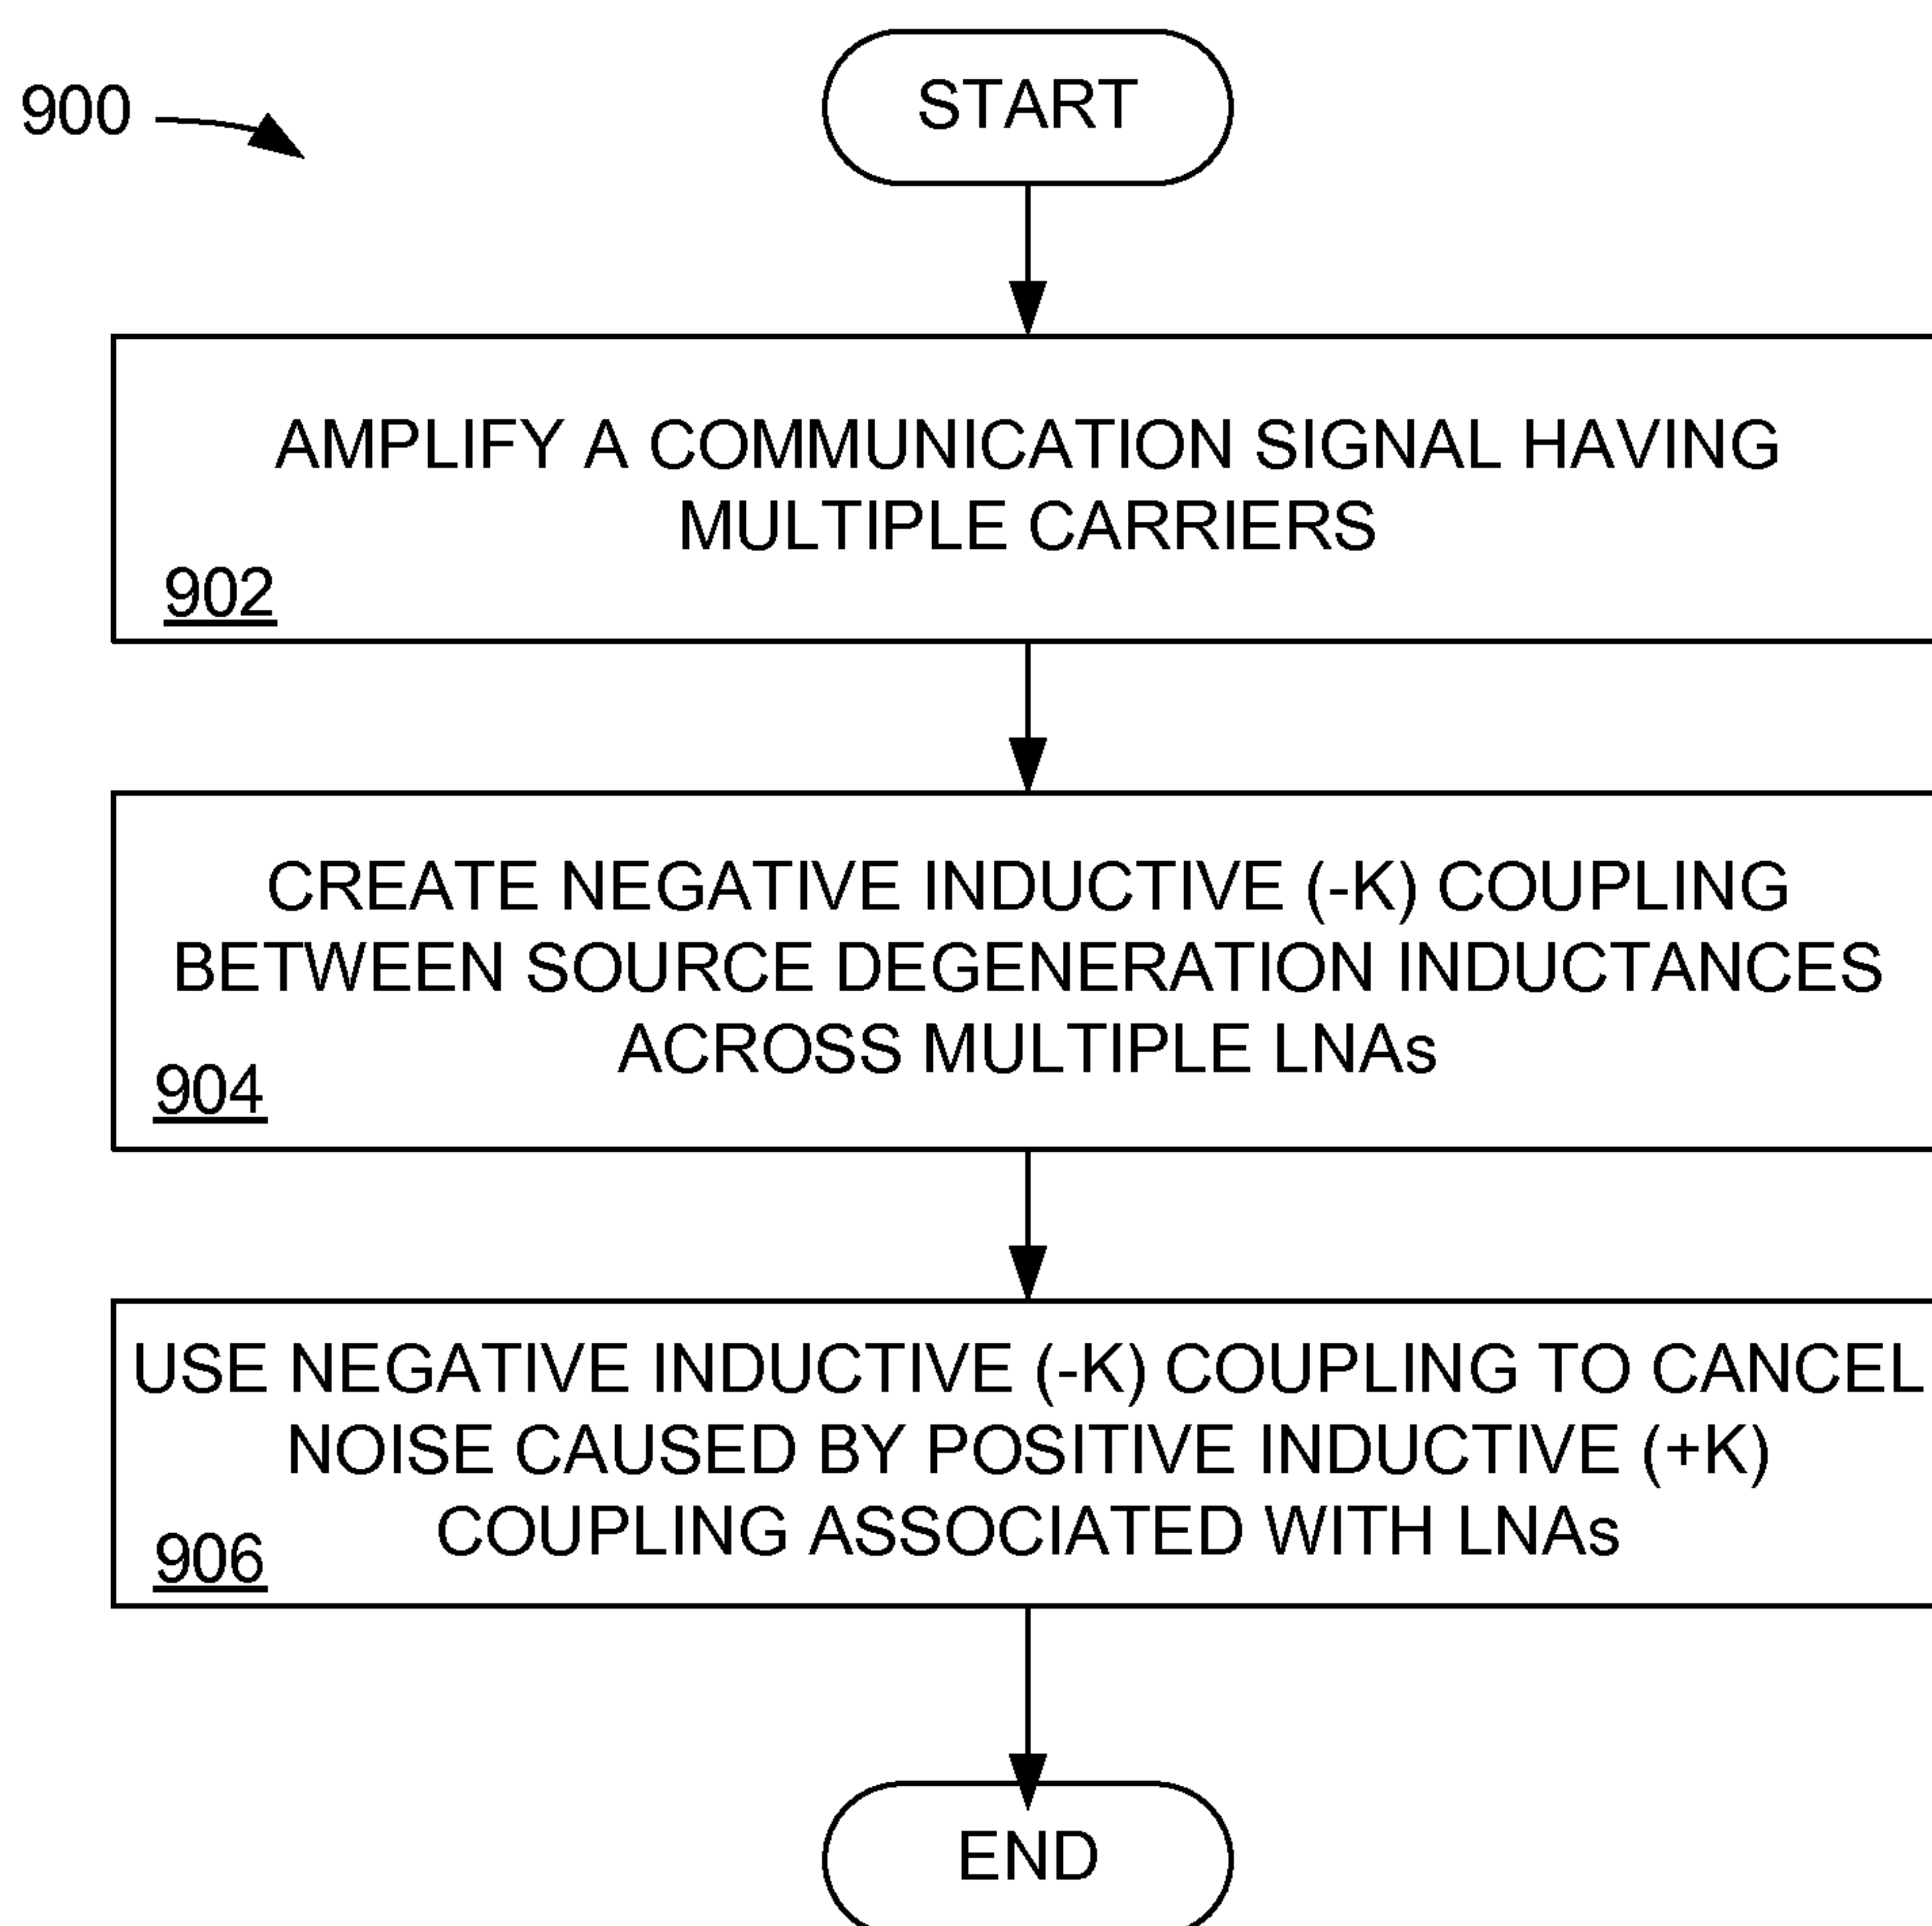 900
START
AMPLIFY A COMMUNICATION SIGNAL HAVING
MULTIPLE CARRIERS
902
CREATE NEGATIVE INDUCTIVE (-K) COUPLING
BETWEEN SOURCE DEGENERATION INDUCTANCES
ACROSS MULTIPLE LNAs
904
USE NEGATIVE INDUCTIVE (-K) COUPLING TO CANCEL
NOISE CAUSED BY POSITIVE INDUCTIVE (+K)
COUPLING ASSOCIATED WITH LNAs
906
END